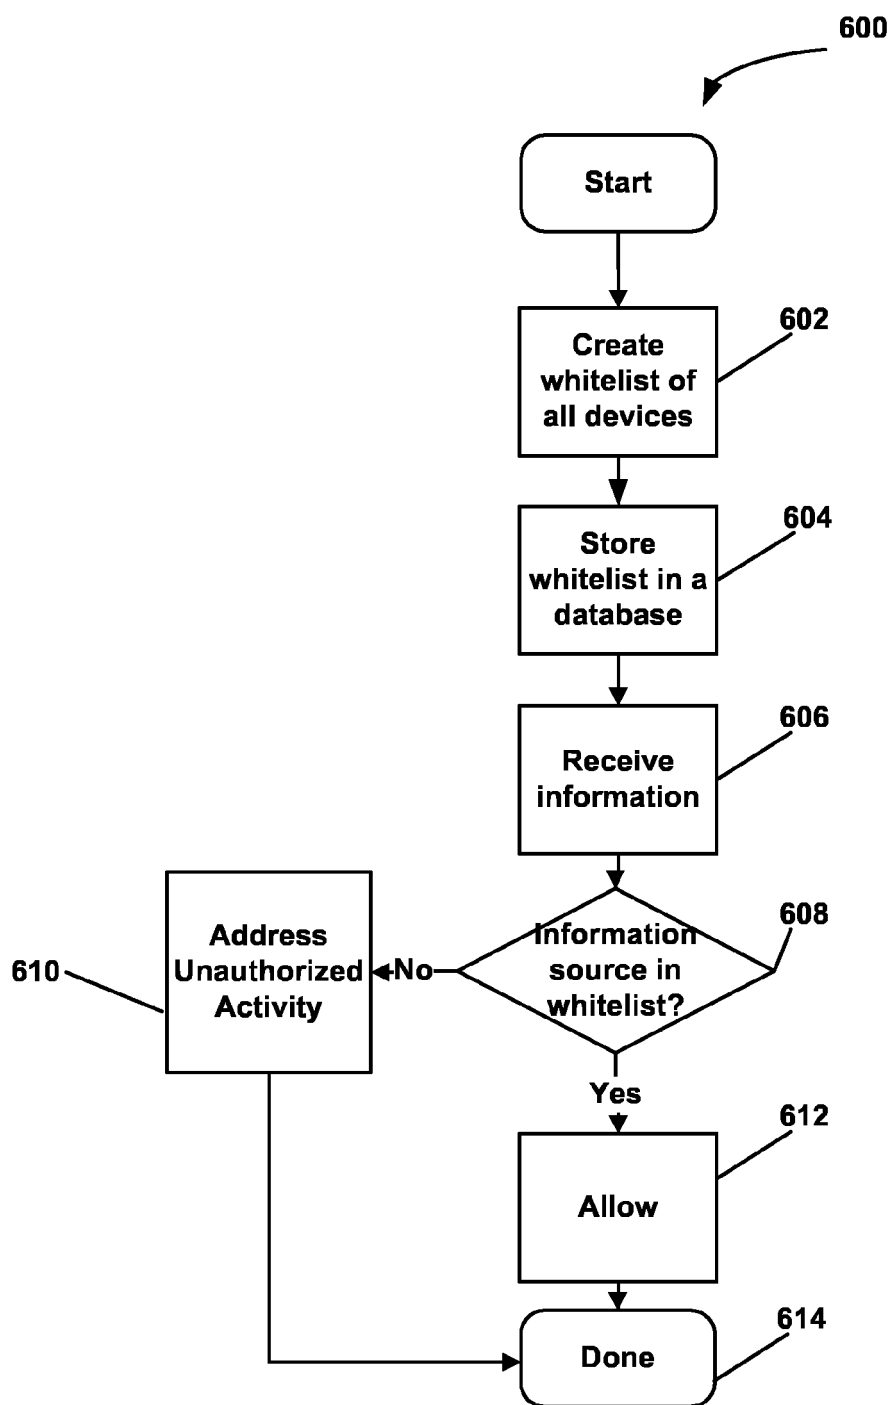 600
Start
Create
whitelist of
all devices
602
Store
whitelist in a
database
604
Receive
information
606
Information
source in
whitelist?
608
No
Address
Unauthorized
Activity
610
Yes
Allow
612
Done
614